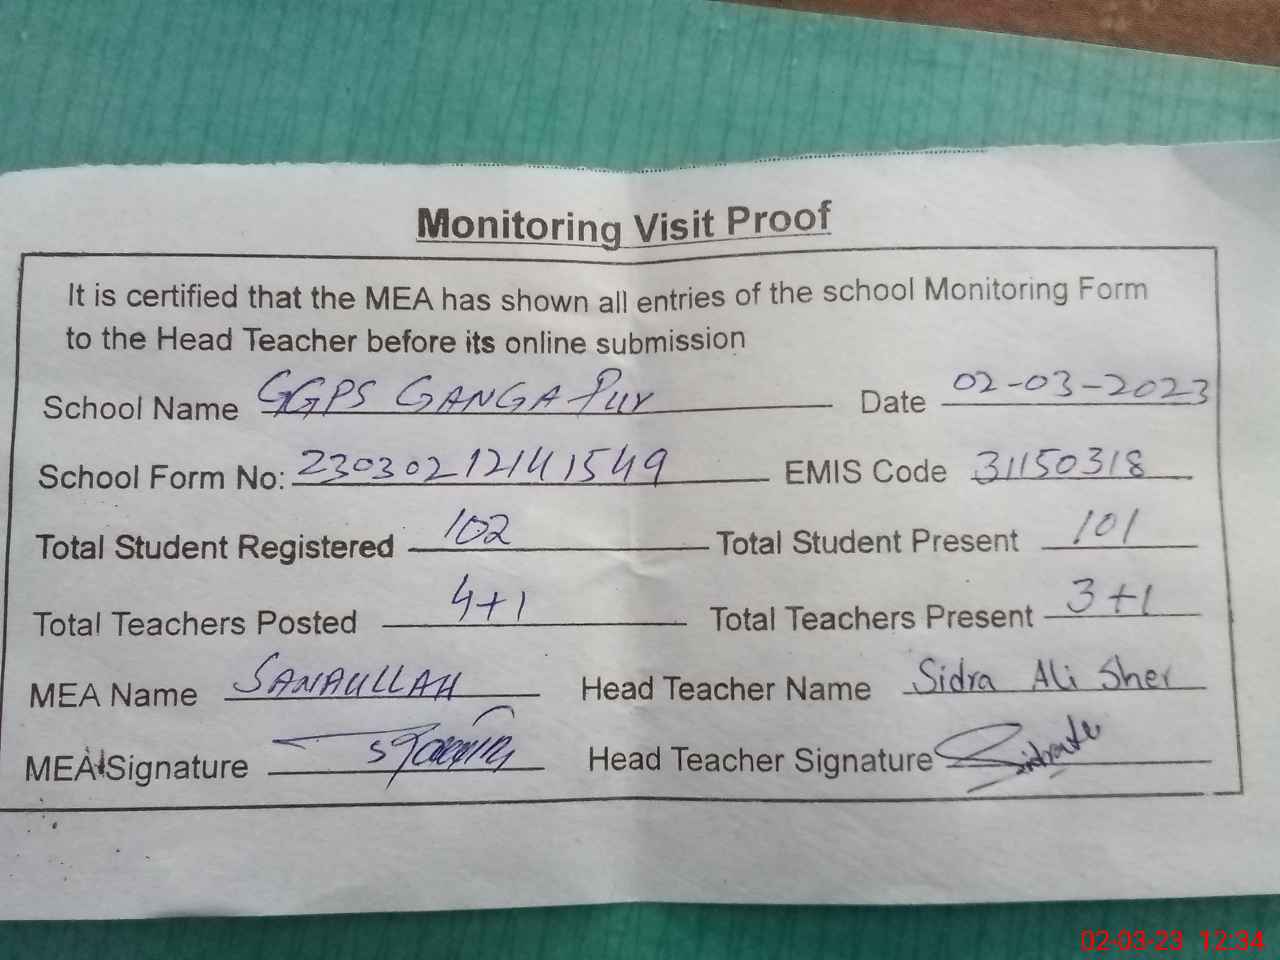 Monitoring Visit Proof
It is certified that the MEA has shown all entries of the school Monitoring Form
to the Head Teacher before its online submission
School Name GGPS GANGA PUR Date 02-03-2023
School Form No: 23030212141549 EMIS Code 31150318
Total Student Registered 102 Total Student Present 101
Total Teachers Posted 4+1 Total Teachers Present 3+1
MEA Name SANAULLAH Head Teacher Name Sidra Ali Sher
MEA Signature Head Teacher Signature
02-03-23 12:34